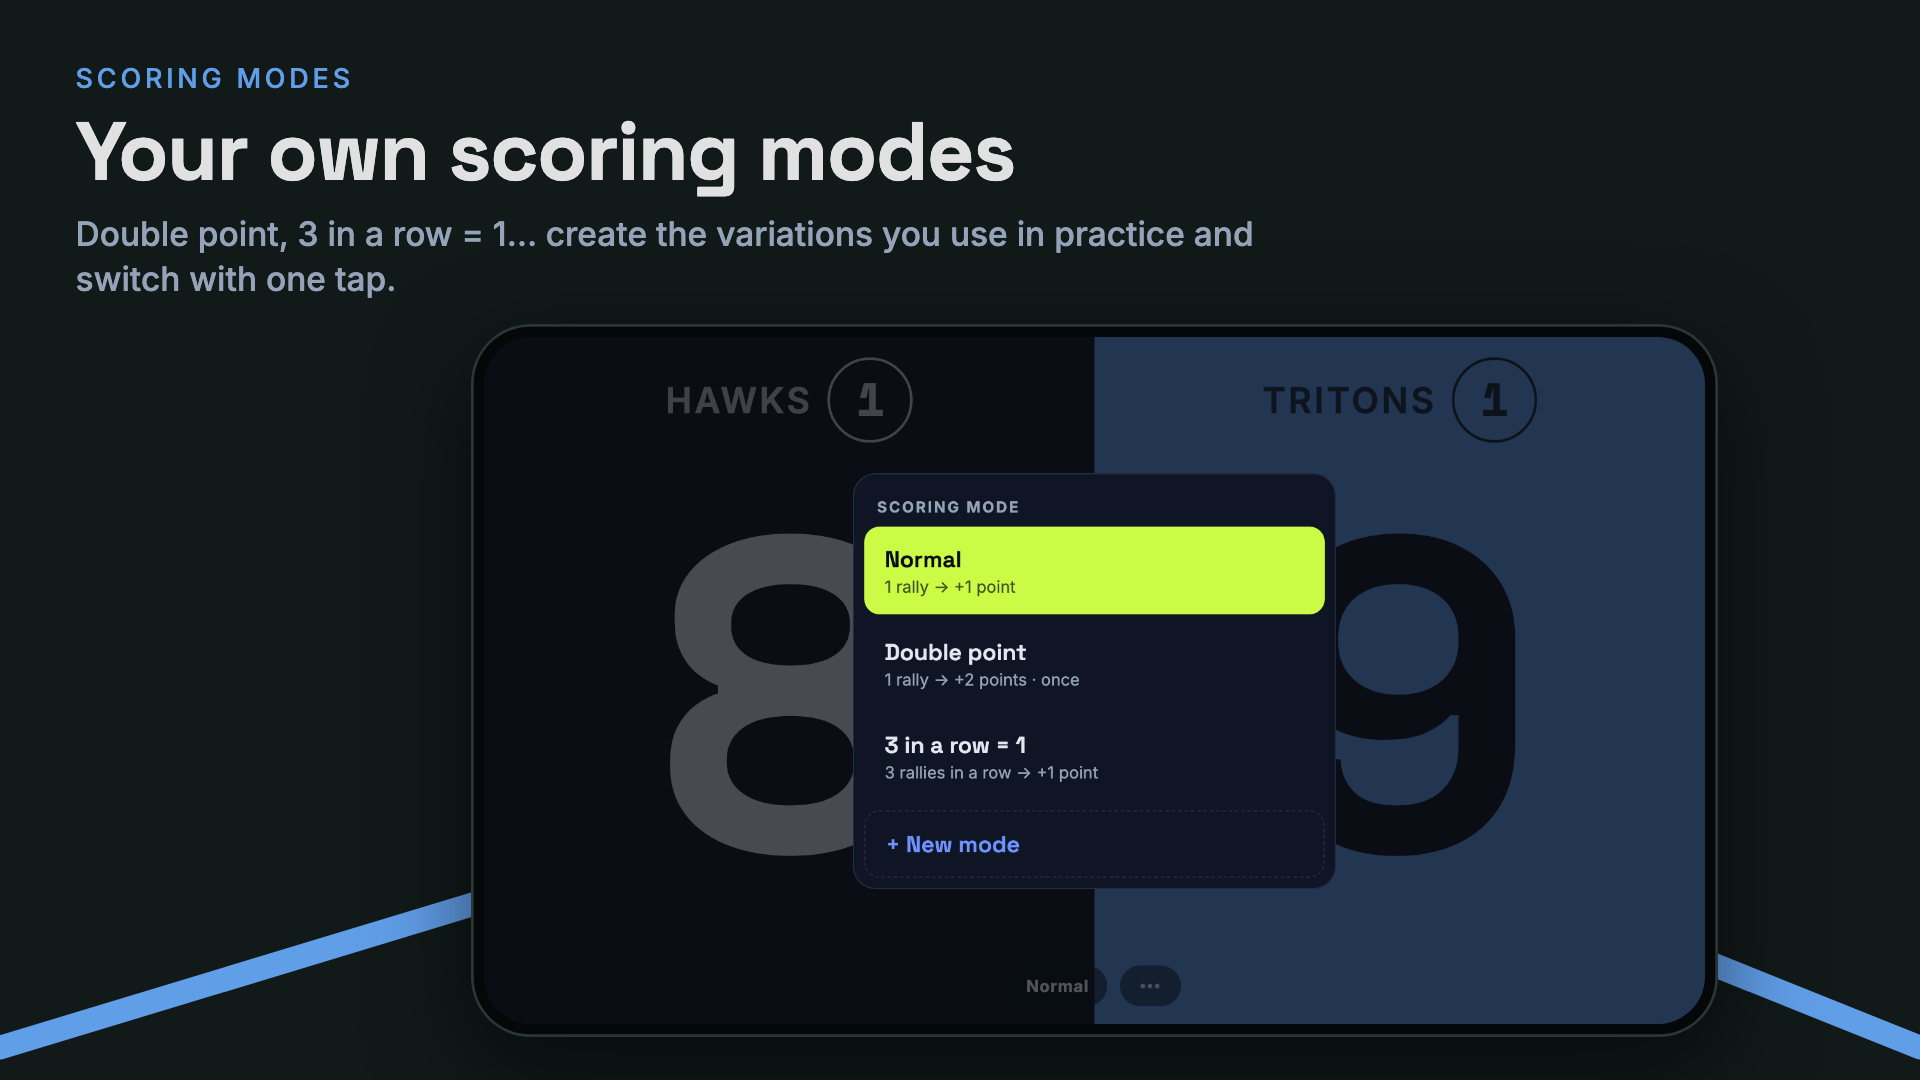 SCORING MODES
Your own scoring modes
Double point, 3 in a row = 1... create the variations you use in practice and
switch with one tap.
HAWKS 1
TRITONS 1
8
9
SCORING MODE
Normal
1 rally → +1 point
Double point
1 rally → +2 points · once
3 in a row = 1
3 rallies in a row → +1 point
+ New mode
Normal
•••